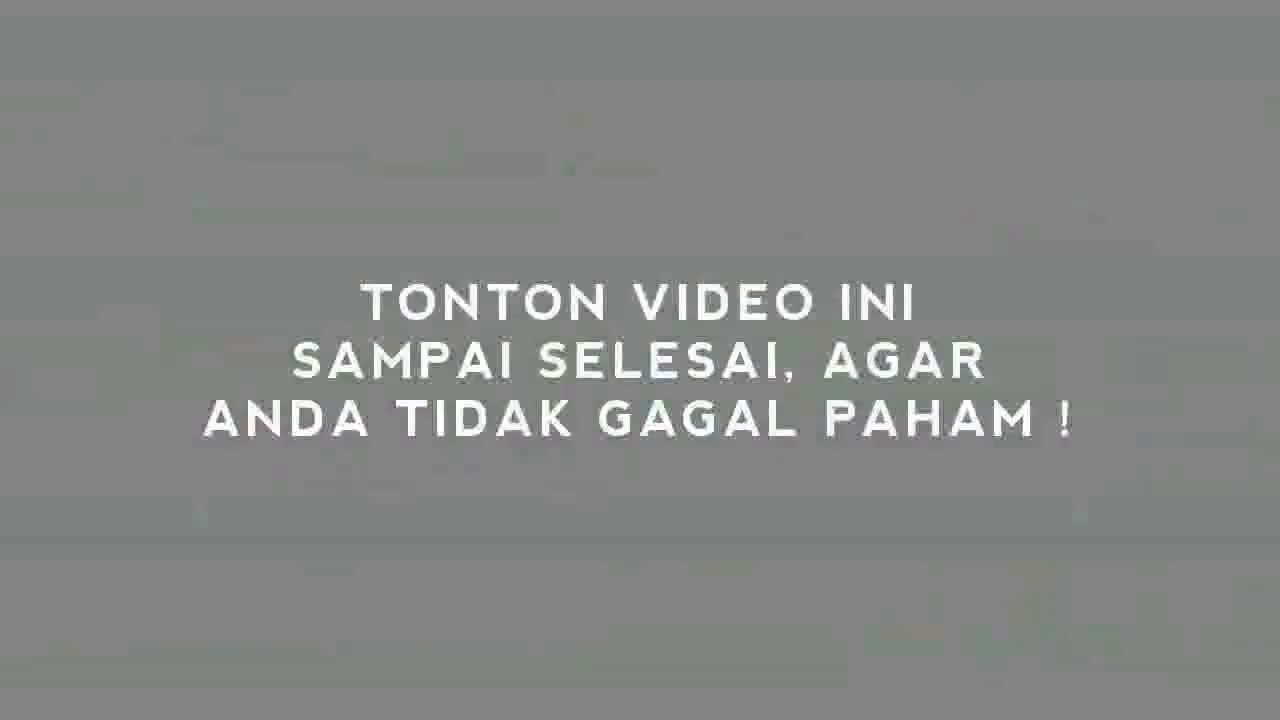 TONTON VIDEO INI
SAMPAI SELESAI, AGAR
ANDA TIDAK GAGAL PAHAM !